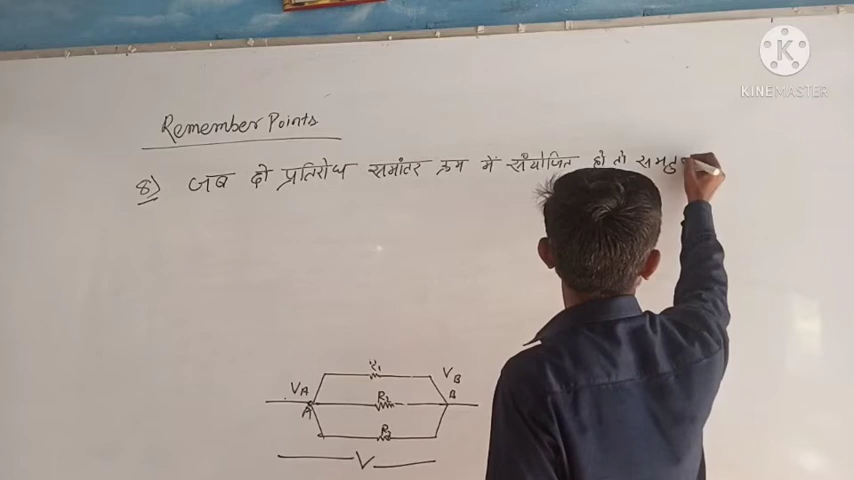 K
KINEMASTER
Remember Points
8) जब दो प्रतिरोध समांतर क्रम में संयोजित हो तो समतु
R₁
VA
VB
R₂
A
B
R₃
V